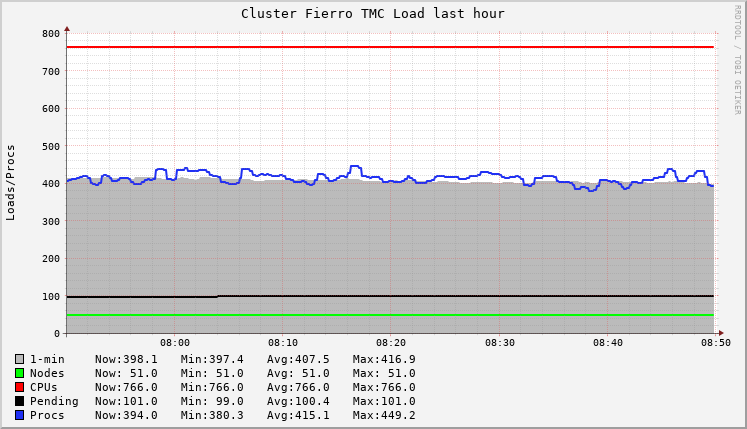 Cluster Fierro TMC Load last hour
RRDTOOL / TOBI OETIKER
Loads/Procs
800
700
600
500
400
300
200
100
0
08:00 08:10 08:20 08:30 08:40 08:50
1-min Now:398.1 Min:397.4 Avg:407.5 Max:416.9
Nodes Now: 51.0 Min: 51.0 Avg: 51.0 Max: 51.0
CPUs Now:766.0 Min:766.0 Avg:766.0 Max:766.0
Pending Now:101.0 Min: 99.0 Avg:100.4 Max:101.0
Procs Now:394.0 Min:380.3 Avg:415.1 Max:449.2